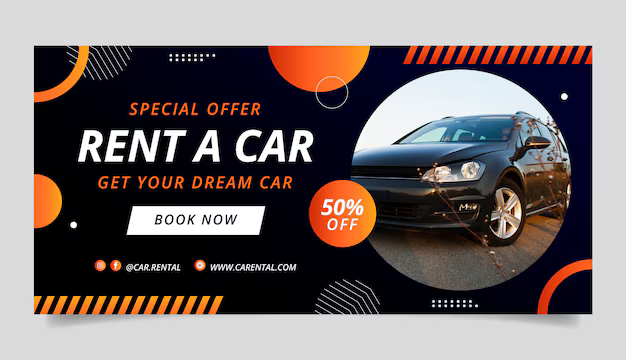 SPECIAL OFFER
RENT A CAR
GET YOUR DREAM CAR
BOOK NOW
50%
OFF
@CAR.RENTAL
WWW.CARENTAL.COM